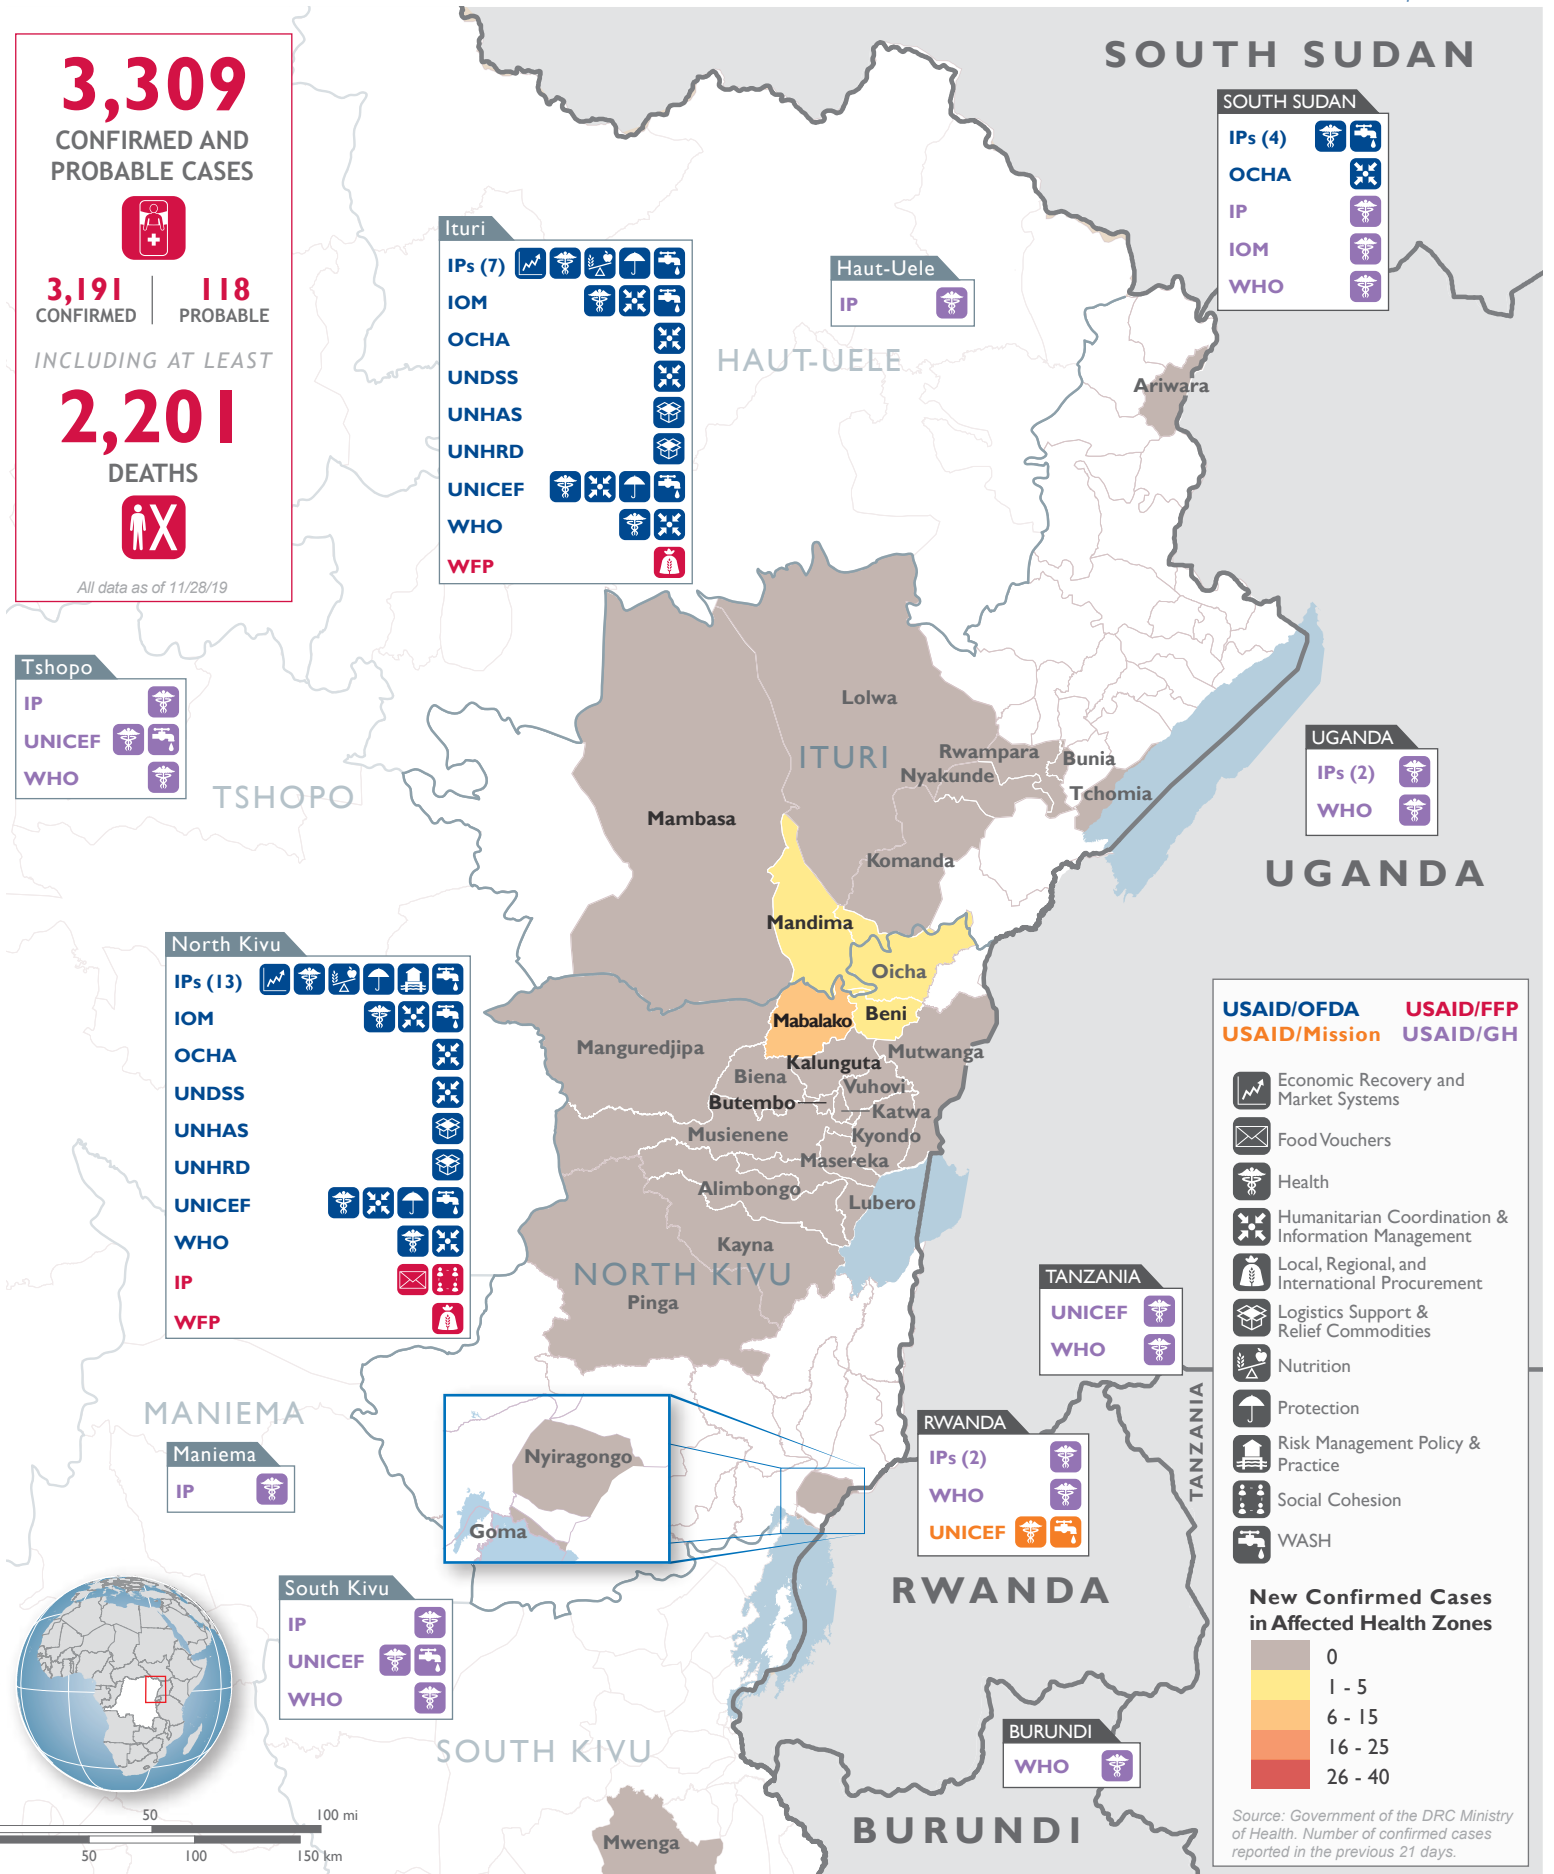 3,309
CONFIRMED AND
PROBABLE CASES
3,191
CONFIRMED
118
PROBABLE
INCLUDING AT LEAST
2,201
DEATHS
All data as of 11/28/19
SOUTH SUDAN
SOUTH SUDAN
IPs (4)
OCHA
IP
IOM
WHO
Ituri
IPs (7)
IOM
OCHA
UNDSS
UNHAS
UNHRD
UNICEF
WHO
WFP
Haut-Uele
IP
HAUT-UELE
Ariwara
Tshopo
IP
UNICEF
WHO
TSHOPO
Lolwa
ITURI
Rwampara
Bunia
Nyakunde
Tchomia
Mambasa
Komanda
Mandima
Oicha
Beni
Mabalako
UGANDA
IPs (2)
WHO
UGANDA
North Kivu
IPs (13)
IOM
OCHA
UNDSS
UNHAS
UNHRD
UNICEF
WHO
IP
WFP
Manguredjipa
Mutwanga
Kalunguta
Biena
Vuhovi
Butembo
Katwa
Musienene
Kyondo
Masereka
Alimbongo
Lubero
Kayna
NORTH KIVU
Pinga
MANIEMA
Maniema
IP
Nyiragongo
Goma
TANZANIA
UNICEF
WHO
TANZANIA
RWANDA
IPs (2)
WHO
UNICEF
RWANDA
South Kivu
IP
UNICEF
WHO
SOUTH KIVU
Mwenga
BURUNDI
WHO
BURUNDI
50
100 mi
50
100
150 km
USAID/OFDA
USAID/FFP
USAID/Mission
USAID/GH
Economic Recovery and
Market Systems
Food Vouchers
Health
Humanitarian Coordination &
Information Management
Local, Regional, and
International Procurement
Logistics Support &
Relief Commodities
Nutrition
Protection
Risk Management Policy &
Practice
Social Cohesion
WASH
New Confirmed Cases
in Affected Health Zones
0
1 - 5
6 - 15
16 - 25
26 - 40
Source: Government of the DRC Ministry
of Health. Number of confirmed cases
reported in the previous 21 days.